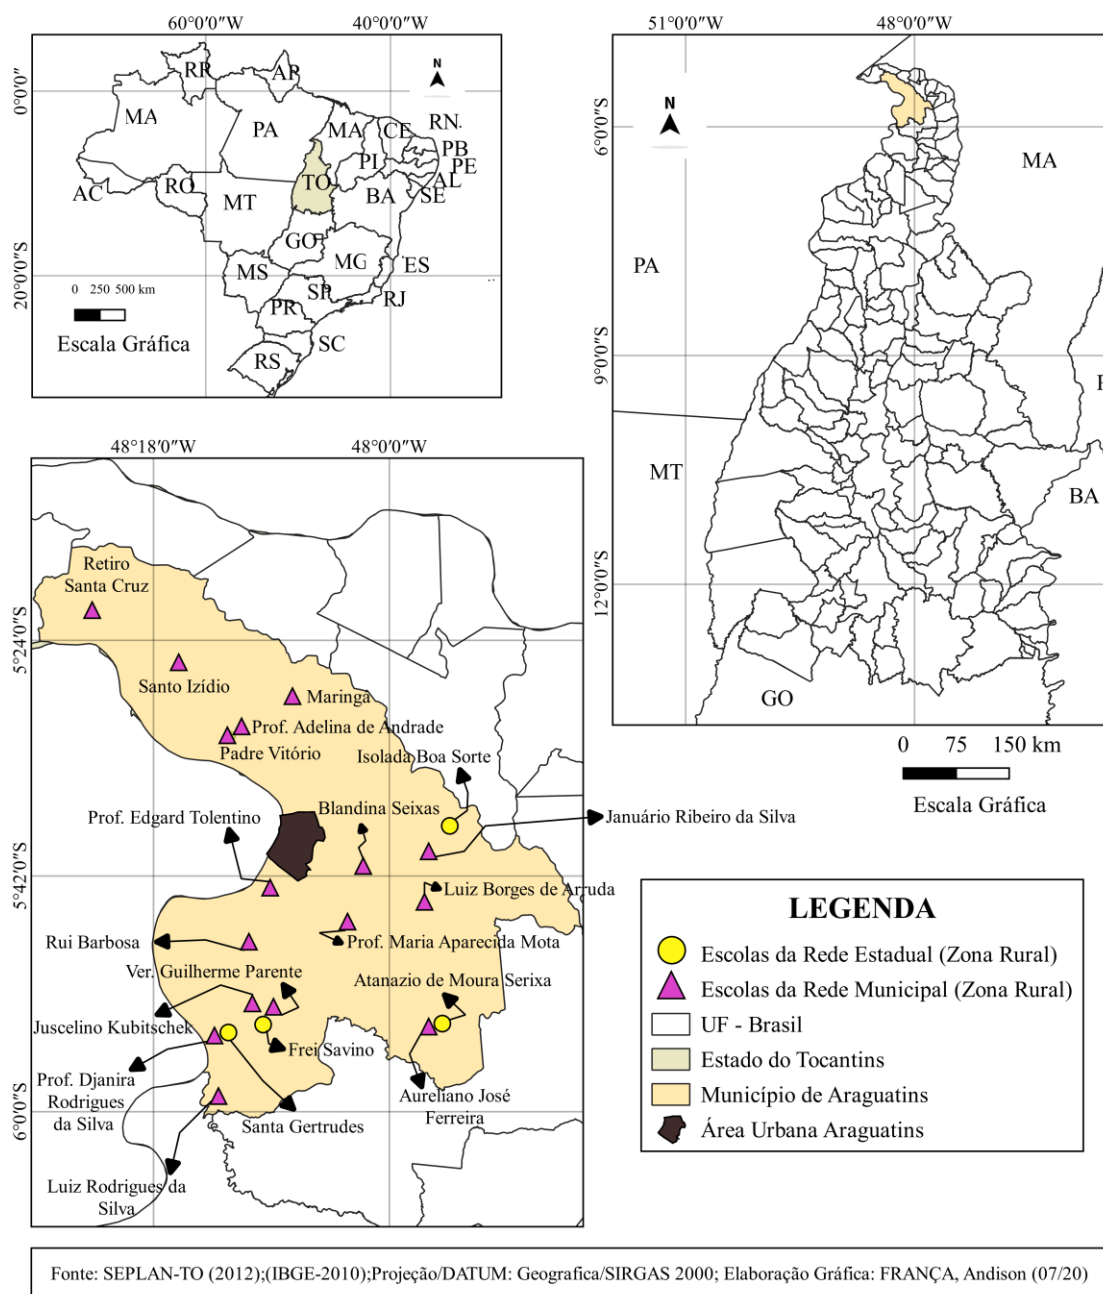 60°0'0"W
40°0'0"W
0°0'0"
20°0'0"S
N
RR
AP
MA
PA
MA
CE
RN.
PB
PE
PI
AL
SE
AC
RO
TO
BA
MT
GO
MG
ES
MS
SP
RJ
PR
SC
RS
0 250 500 km
Escala Gráfica
51°0'0"W
48°0'0"W
6°0'0"S
9°0'0"S
12°0'0"S
N
MA
PA
MT
BA
GO
0 75 150 km
Escala Gráfica
48°18'0"W
48°0'0"W
5°24'0"S
5°42'0"S
6°0'0"S
Retiro
Santa Cruz
Santo Izídio
Maringa
Prof. Adelina de Andrade
Padre Vitório
Isolada Boa Sorte
Blandina Seixas
Prof. Edgard Tolentino
Januário Ribeiro da Silva
Luiz Borges de Arruda
Prof. Maria Aparecida Mota
Rui Barbosa
Ver. Guilherme Parente
Atanazio de Moura Serixa
Juscelino Kubitschek
Frei Savino
Prof. Djanira
Rodrigues
da Silva
Aureliano José
Ferreira
Santa Gertrudes
Luiz Rodrigues da
Silva
LEGENDA
Escolas da Rede Estadual (Zona Rural)
Escolas da Rede Municipal (Zona Rural)
UF - Brasil
Estado do Tocantins
Município de Araguatins
Área Urbana Araguatins
Fonte: SEPLAN-TO (2012);(IBGE-2010);Projeção/DATUM: Geografica/SIRGAS 2000; Elaboração Gráfica: FRANÇA, Andison (07/20)